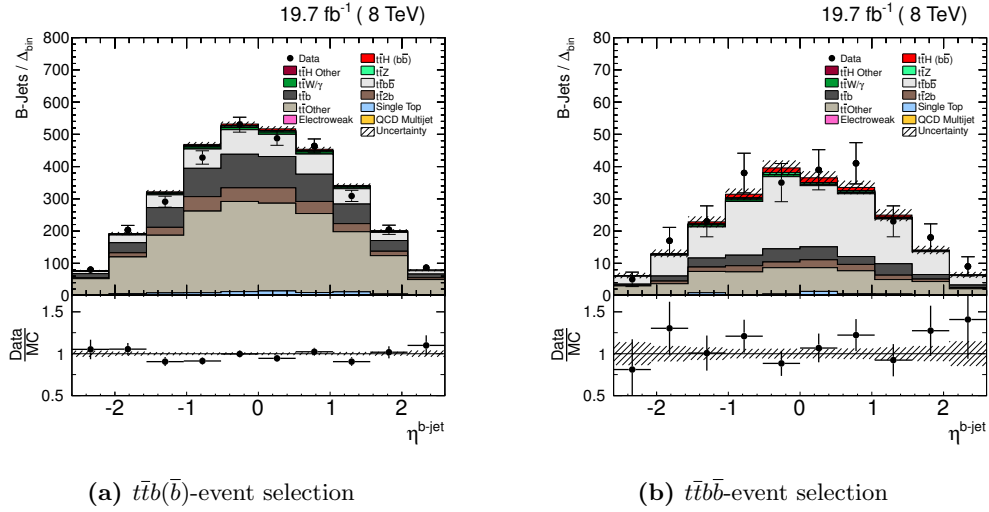 19.7 fb⁻¹ ( 8 TeV)
B-Jets / Δbin
800
700
600
500
400
300
200
100
0
Data
tt̄H (bb̄)
tt̄H Other
tt̄Z
tt̄W/γ
tt̄bb̄
tt̄b
tt̄2b
tt̄Other
Single Top
Electroweak
QCD Multijet
Uncertainty
Data
MC
1.5
1
0.5
-2 -1 0 1 2
η b-jet
(a) tt̄b(b̄)-event selection
19.7 fb⁻¹ ( 8 TeV)
B-Jets / Δbin
80
70
60
50
40
30
20
10
0
Data
tt̄H (bb̄)
tt̄H Other
tt̄Z
tt̄W/γ
tt̄bb̄
tt̄b
tt̄2b
tt̄Other
Single Top
Electroweak
QCD Multijet
Uncertainty
Data
MC
1.5
1
0.5
-2 -1 0 1 2
η b-jet
(b) tt̄bb̄-event selection